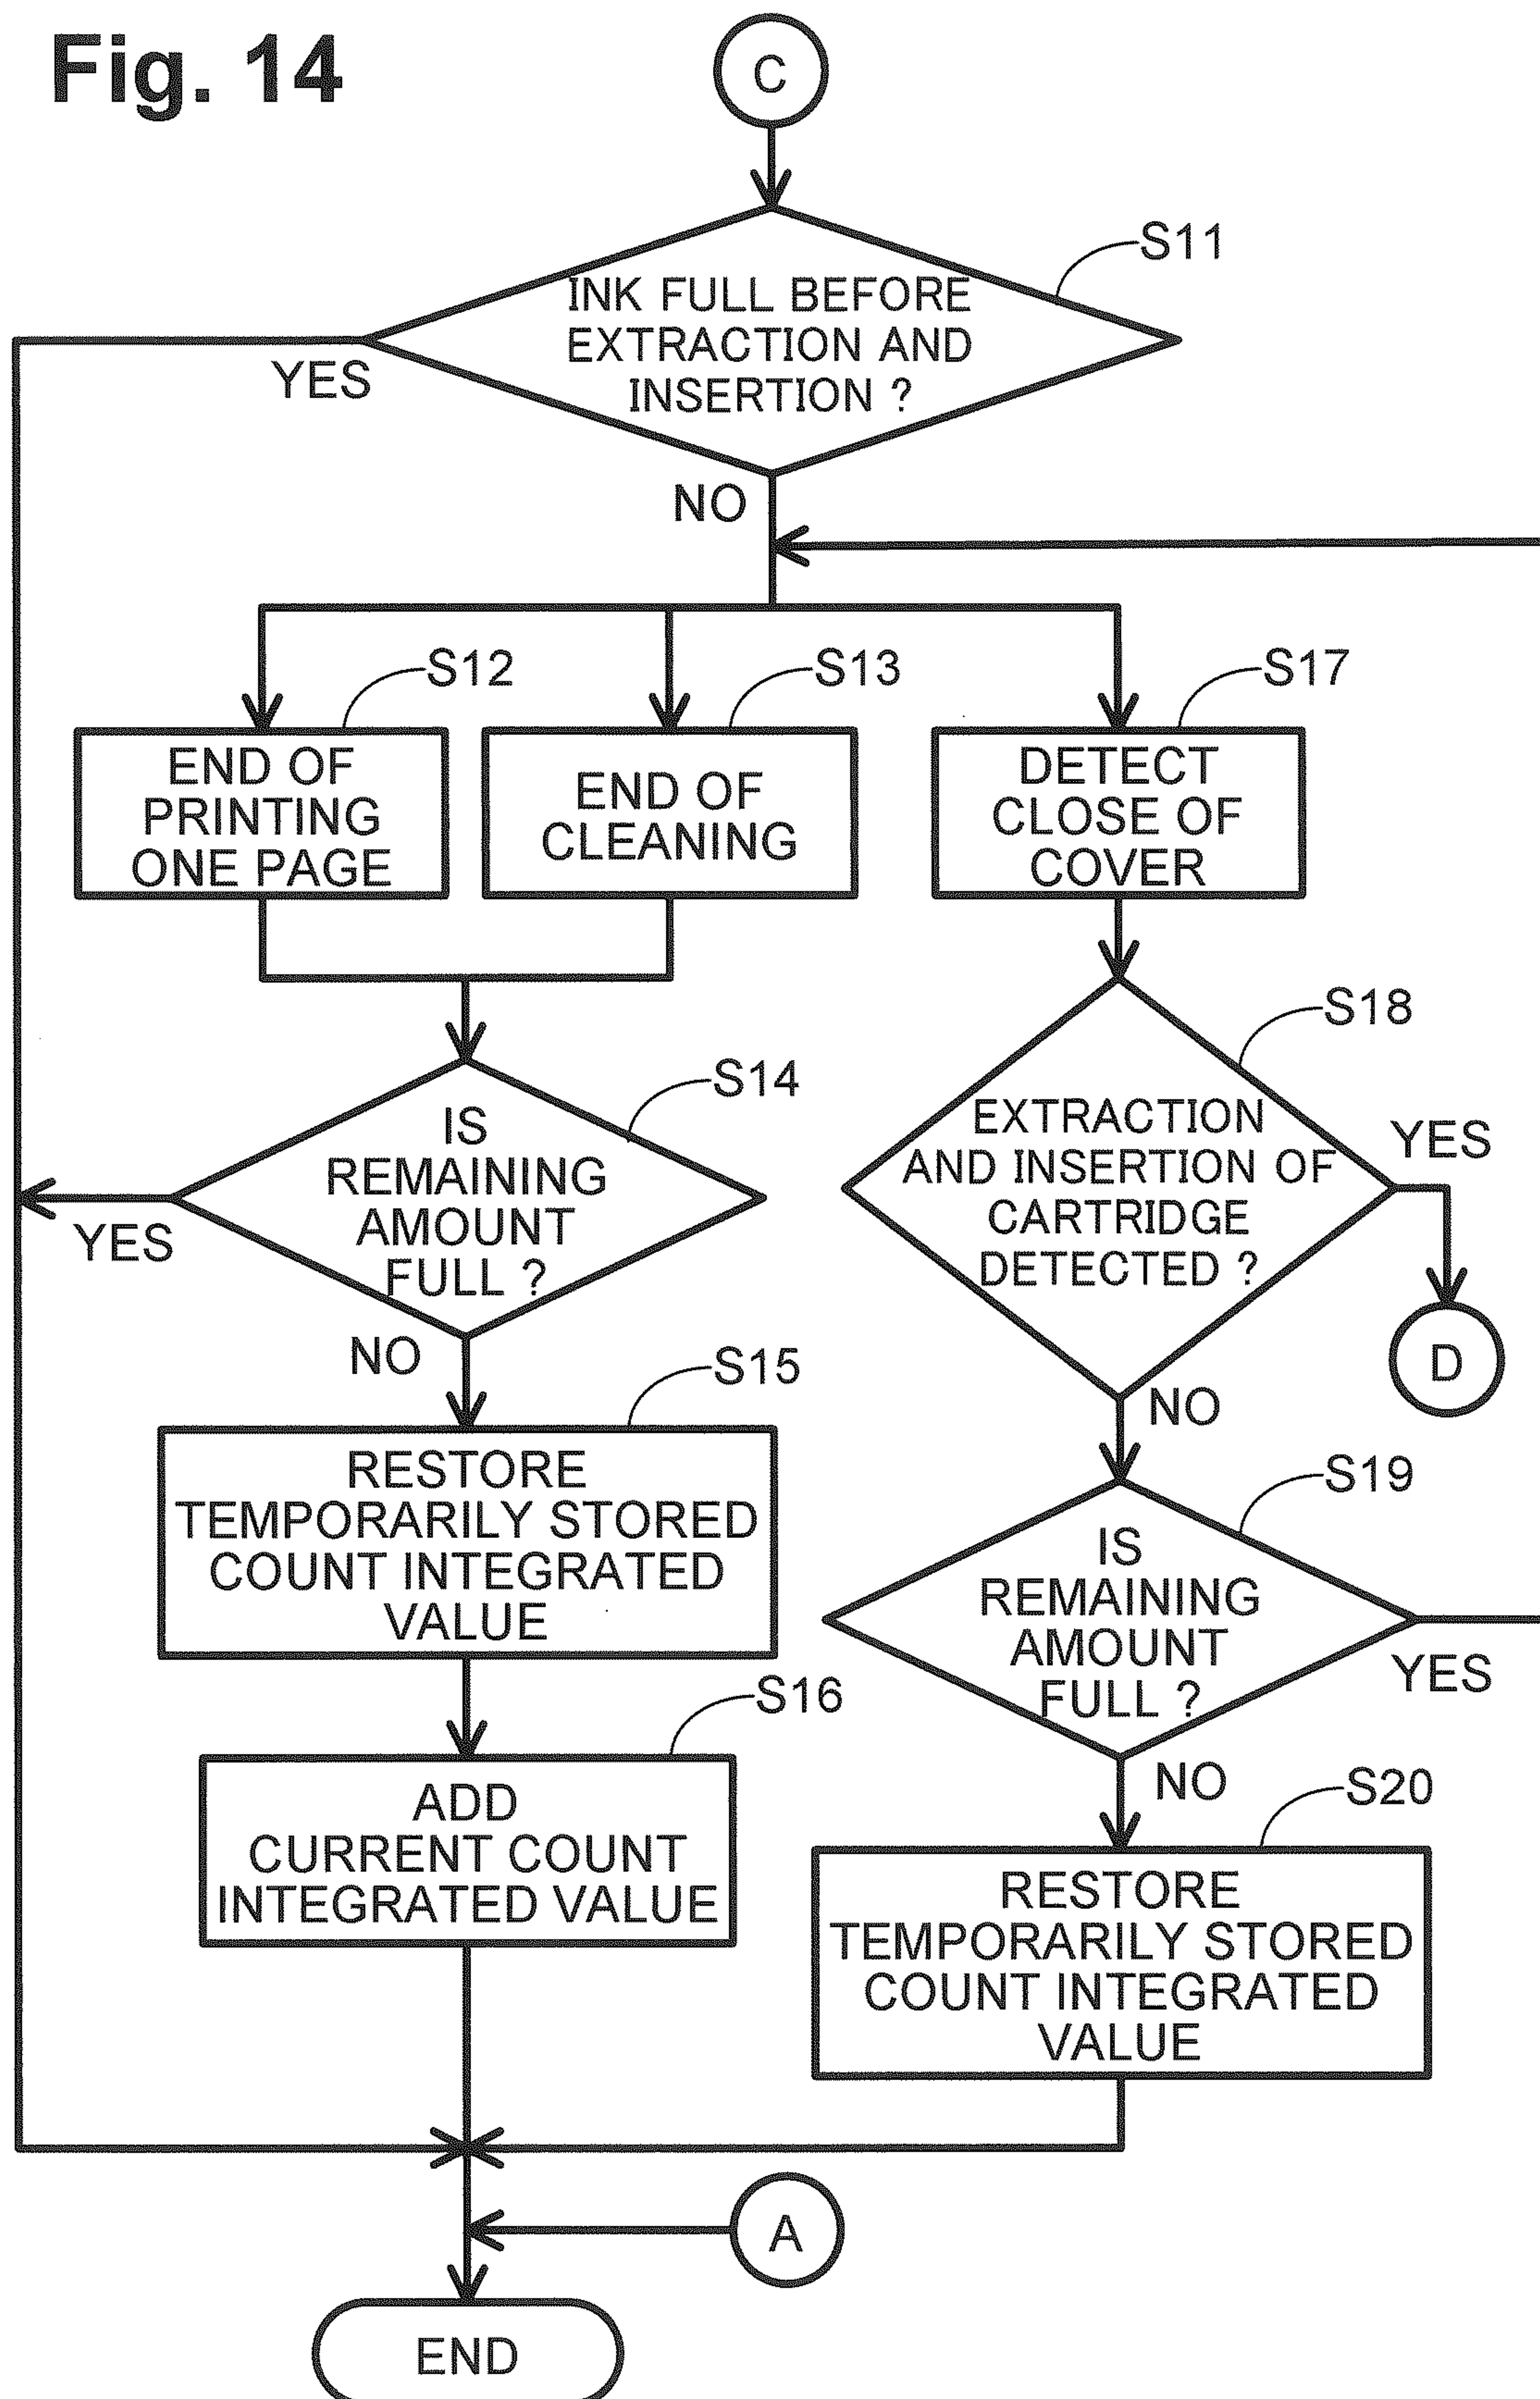 Fig. 14
C
S11
INK FULL BEFORE
EXTRACTION AND
INSERTION ?
YES
NO
S12
END OF
PRINTING
ONE PAGE
S13
END OF
CLEANING
S17
DETECT
CLOSE OF
COVER
S14
IS
REMAINING
AMOUNT
FULL ?
YES
NO
S18
EXTRACTION
AND INSERTION OF
CARTRIDGE
DETECTED ?
YES
D
NO
S15
RESTORE
TEMPORARILY STORED
COUNT INTEGRATED
VALUE
S19
IS
REMAINING
AMOUNT
FULL ?
YES
NO
S16
ADD
CURRENT COUNT
INTEGRATED VALUE
S20
RESTORE
TEMPORARILY STORED
COUNT INTEGRATED
VALUE
A
END